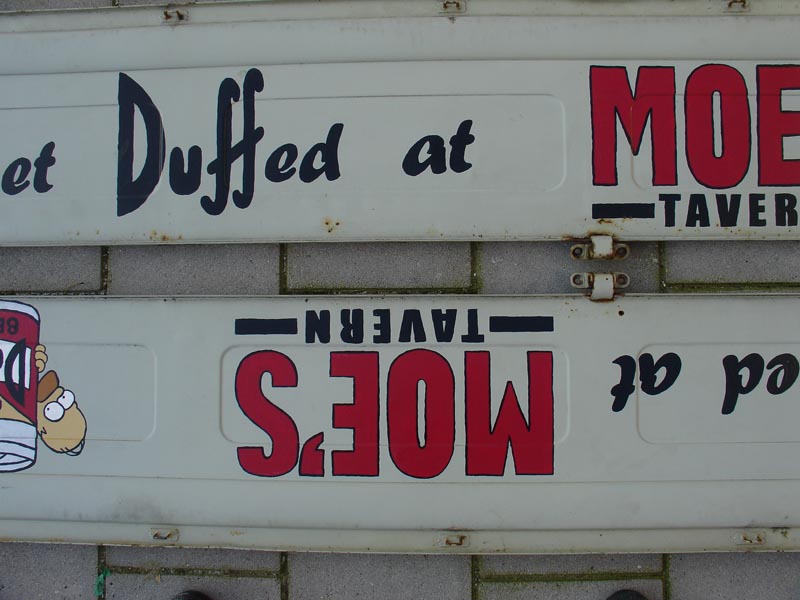 et Duffed at MOE
TAVER
TAVERN
MOE'S
ed at